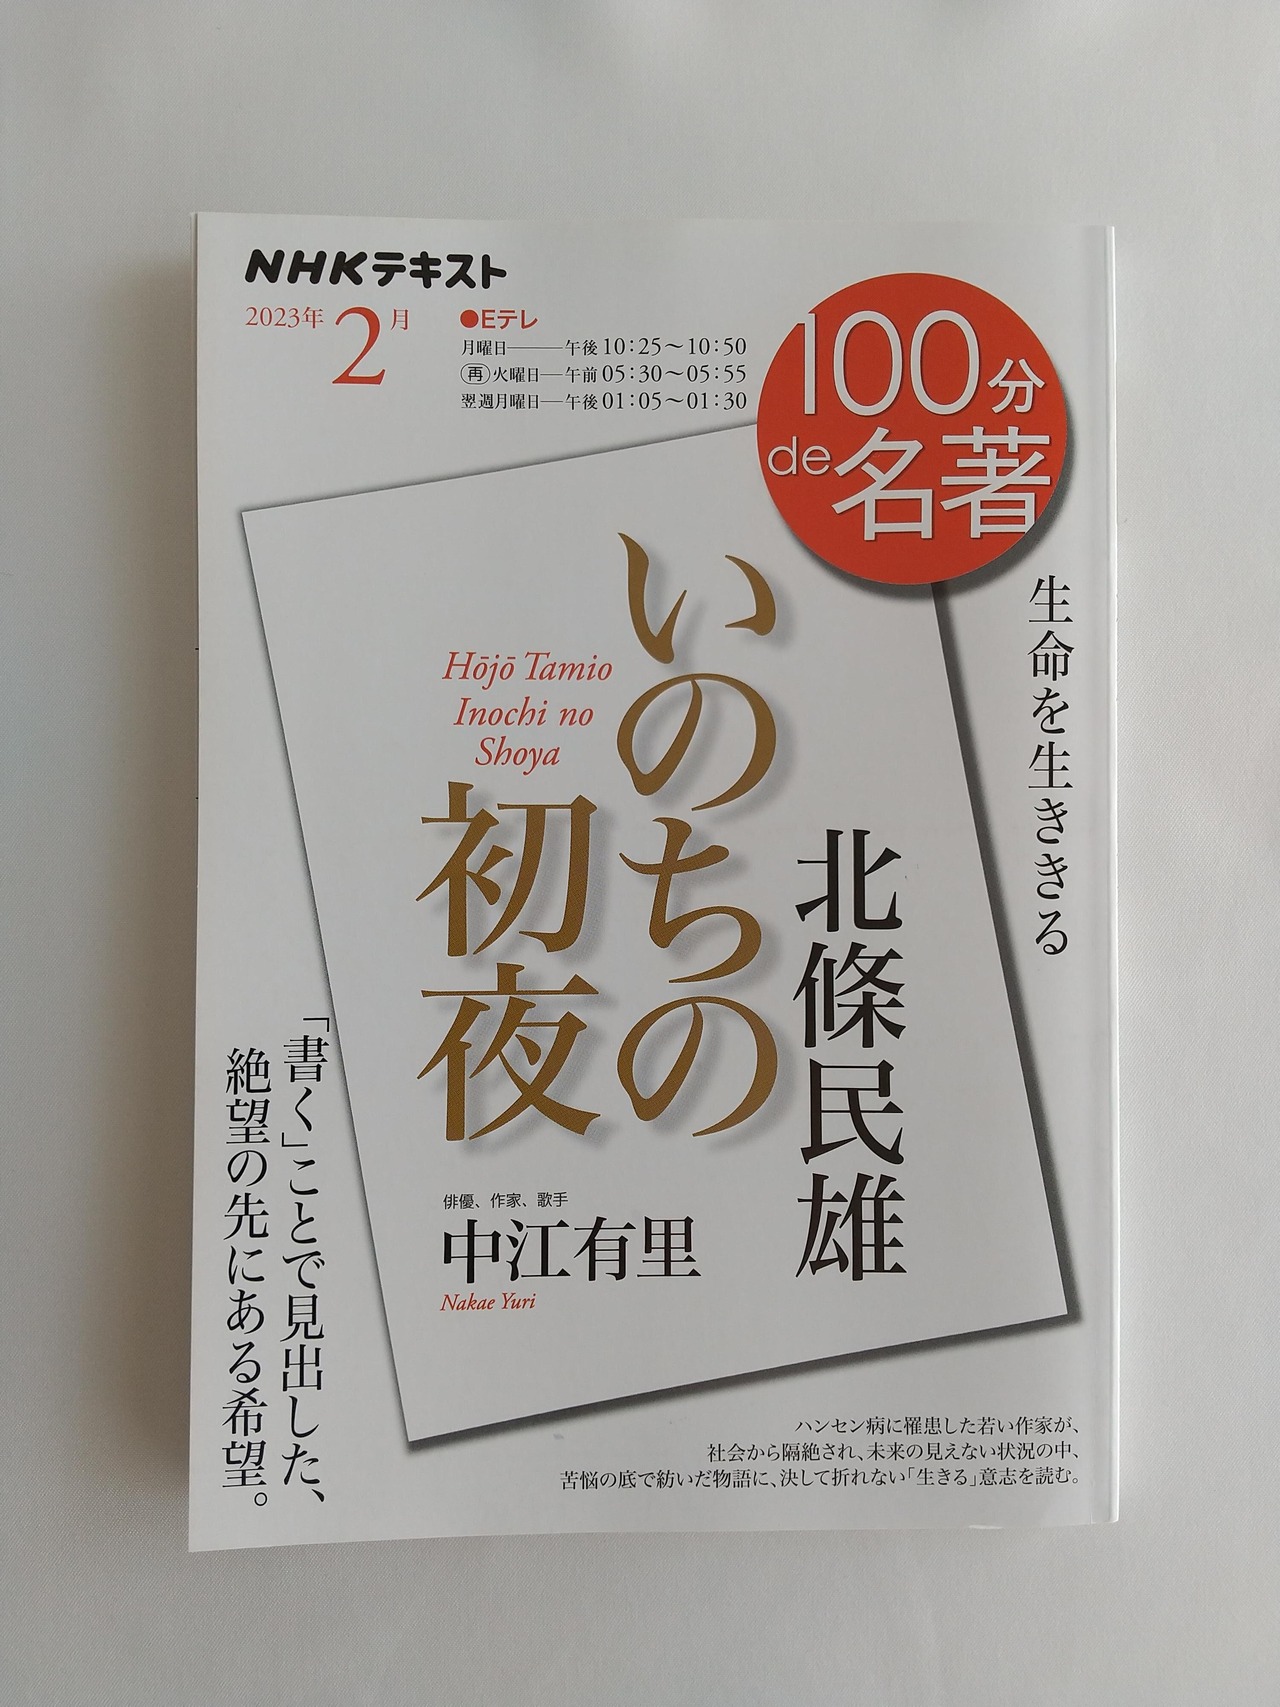 NHKテキスト
2023年2月
●Eテレ
月曜日――午後10：25～10：50
再火曜日―午前05：30～05：55
翌週月曜日―午後01：05～01：30
100分
de名著
生命を生ききる
北條民雄
いのちの
初夜
Hōjō Tamio
Inochi no
Shoya
俳優、作家、歌手
中江有里
Nakae Yuri
「書く」ことで見出した、
絶望の先にある希望。
ハンセン病に罹患した若い作家が、
社会から隔絶され、未来の見えない状況の中、
苦悩の底で紡いだ物語に、決して折れない「生きる」意志を読む。